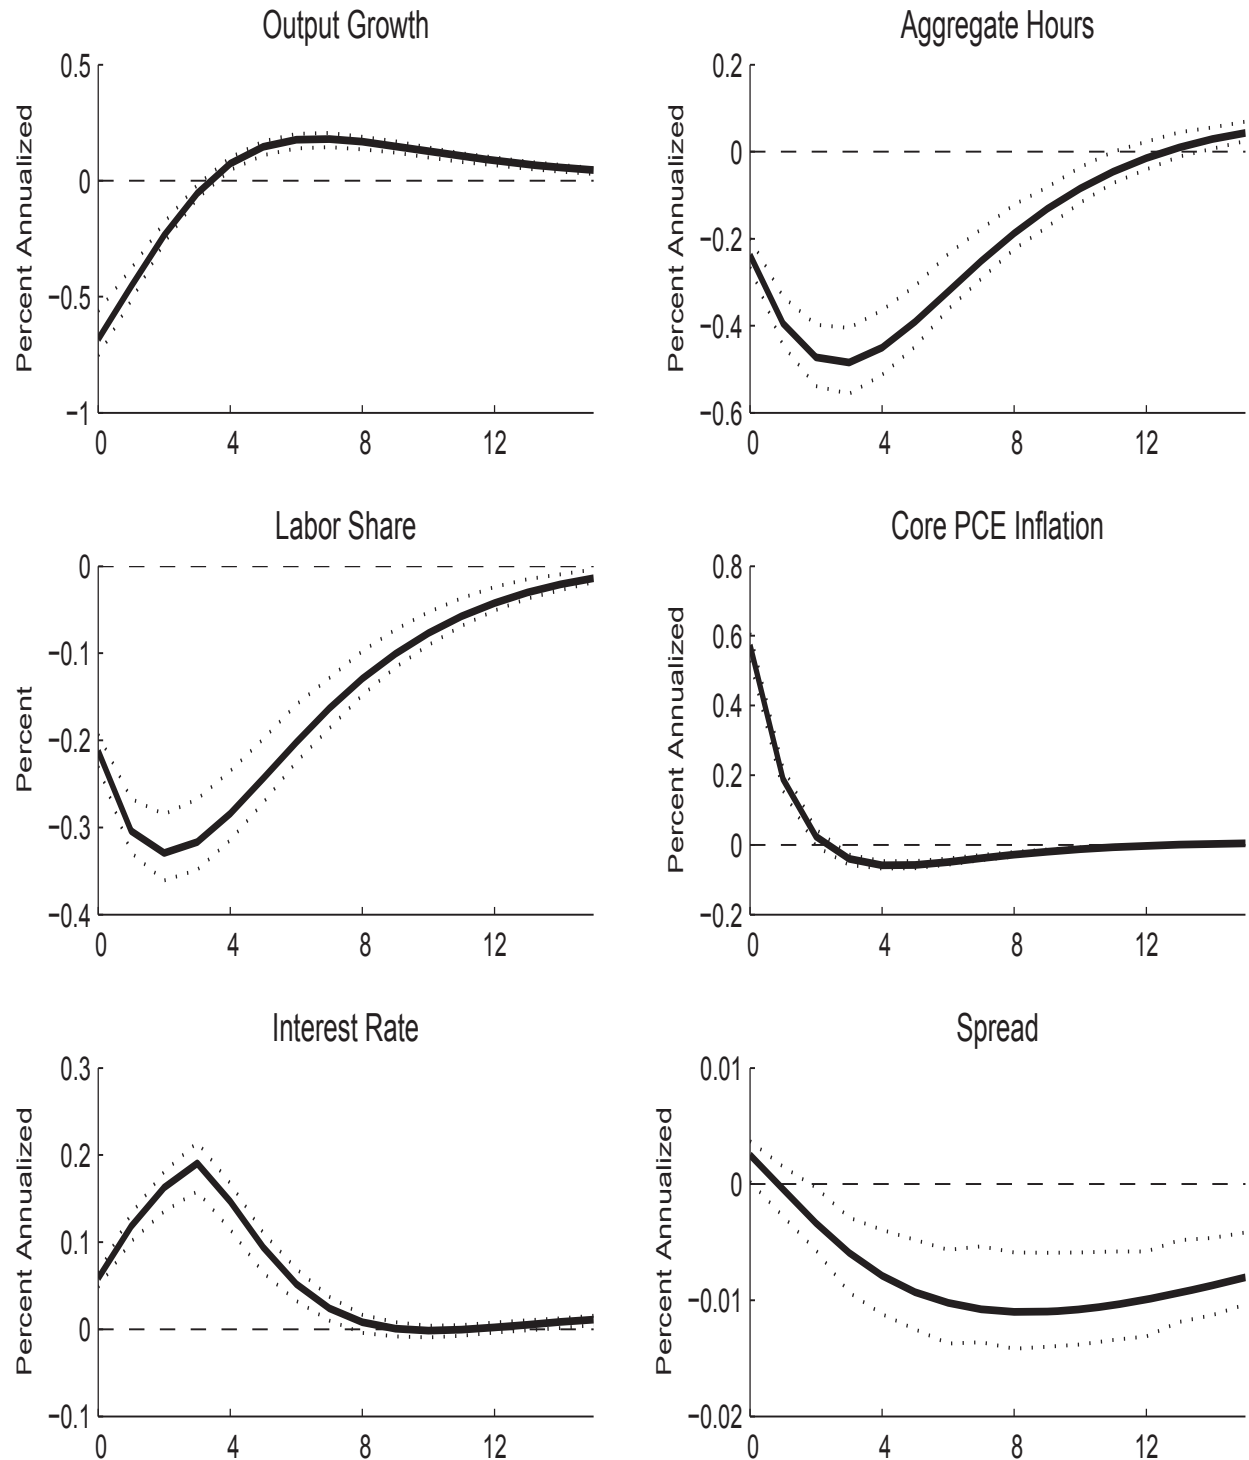 Output Growth
Percent Annualized
0.5
0
−0.5
−1
0 4 8 12
Aggregate Hours
Percent Annualized
0.2
0
−0.2
−0.4
−0.6
0 4 8 12
Labor Share
Percent
0
−0.1
−0.2
−0.3
−0.4
0 4 8 12
Core PCE Inflation
Percent Annualized
0.8
0.6
0.4
0.2
0
−0.2
0 4 8 12
Interest Rate
Percent Annualized
0.3
0.2
0.1
0
−0.1
0 4 8 12
Spread
Percent Annualized
0.01
0
−0.01
−0.02
0 4 8 12